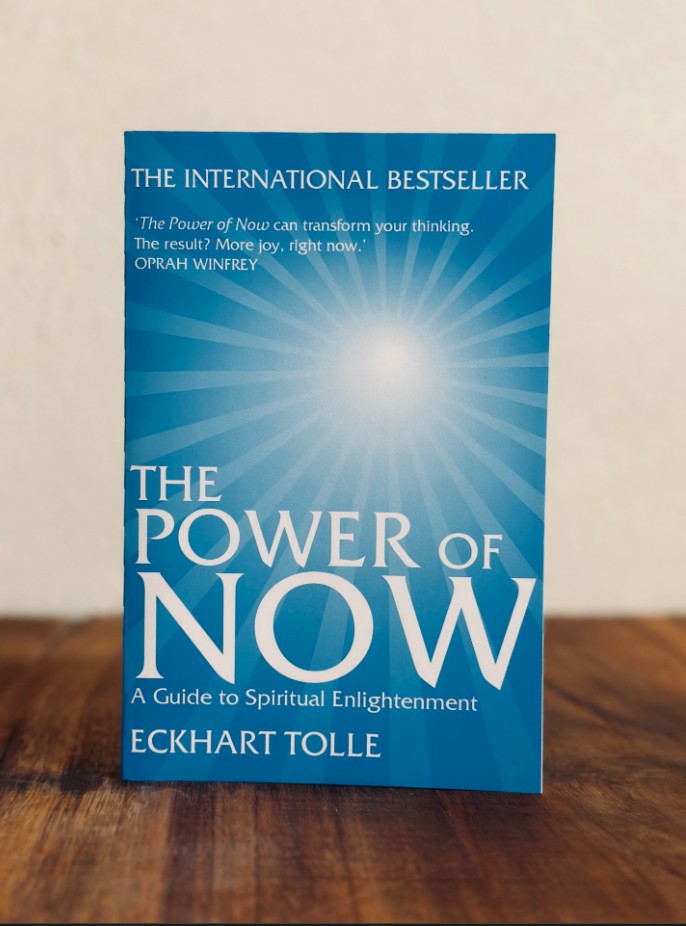 THE INTERNATIONAL BESTSELLER
‘The Power of Now can transform your thinking.
The result? More joy, right now.’
OPRAH WINFREY
THE
POWER OF
NOW
A Guide to Spiritual Enlightenment
ECKHART TOLLE